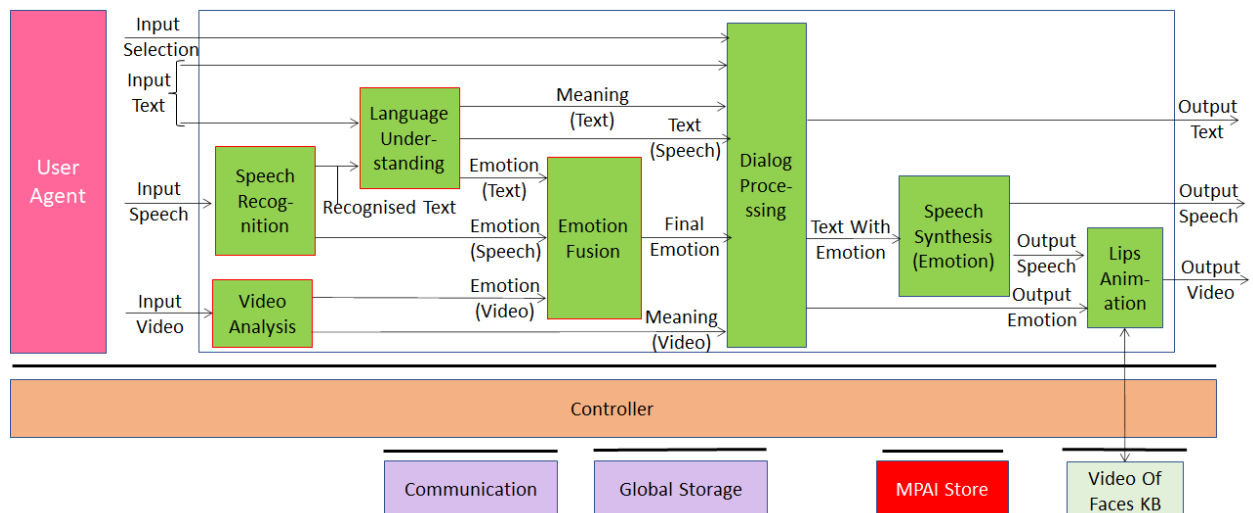 Input
Selection
Input
Text
User
Agent
Input
Speech
Input
Video
Speech
Recog-
nition
Video
Analysis
Language
Under-
standing
Recognised Text
Meaning
(Text)
Text
(Speech)
Emotion
(Text)
Emotion
(Speech)
Emotion
(Video)
Meaning
(Video)
Emotion
Fusion
Final
Emotion
Dialog
Proce-
ssing
Text With
Emotion
Speech
Synthesis
(Emotion)
Output
Speech
Output
Emotion
Lips
Anim-
ation
Output
Text
Output
Speech
Output
Video
Controller
Communication
Global Storage
MPAI Store
Video Of
Faces KB